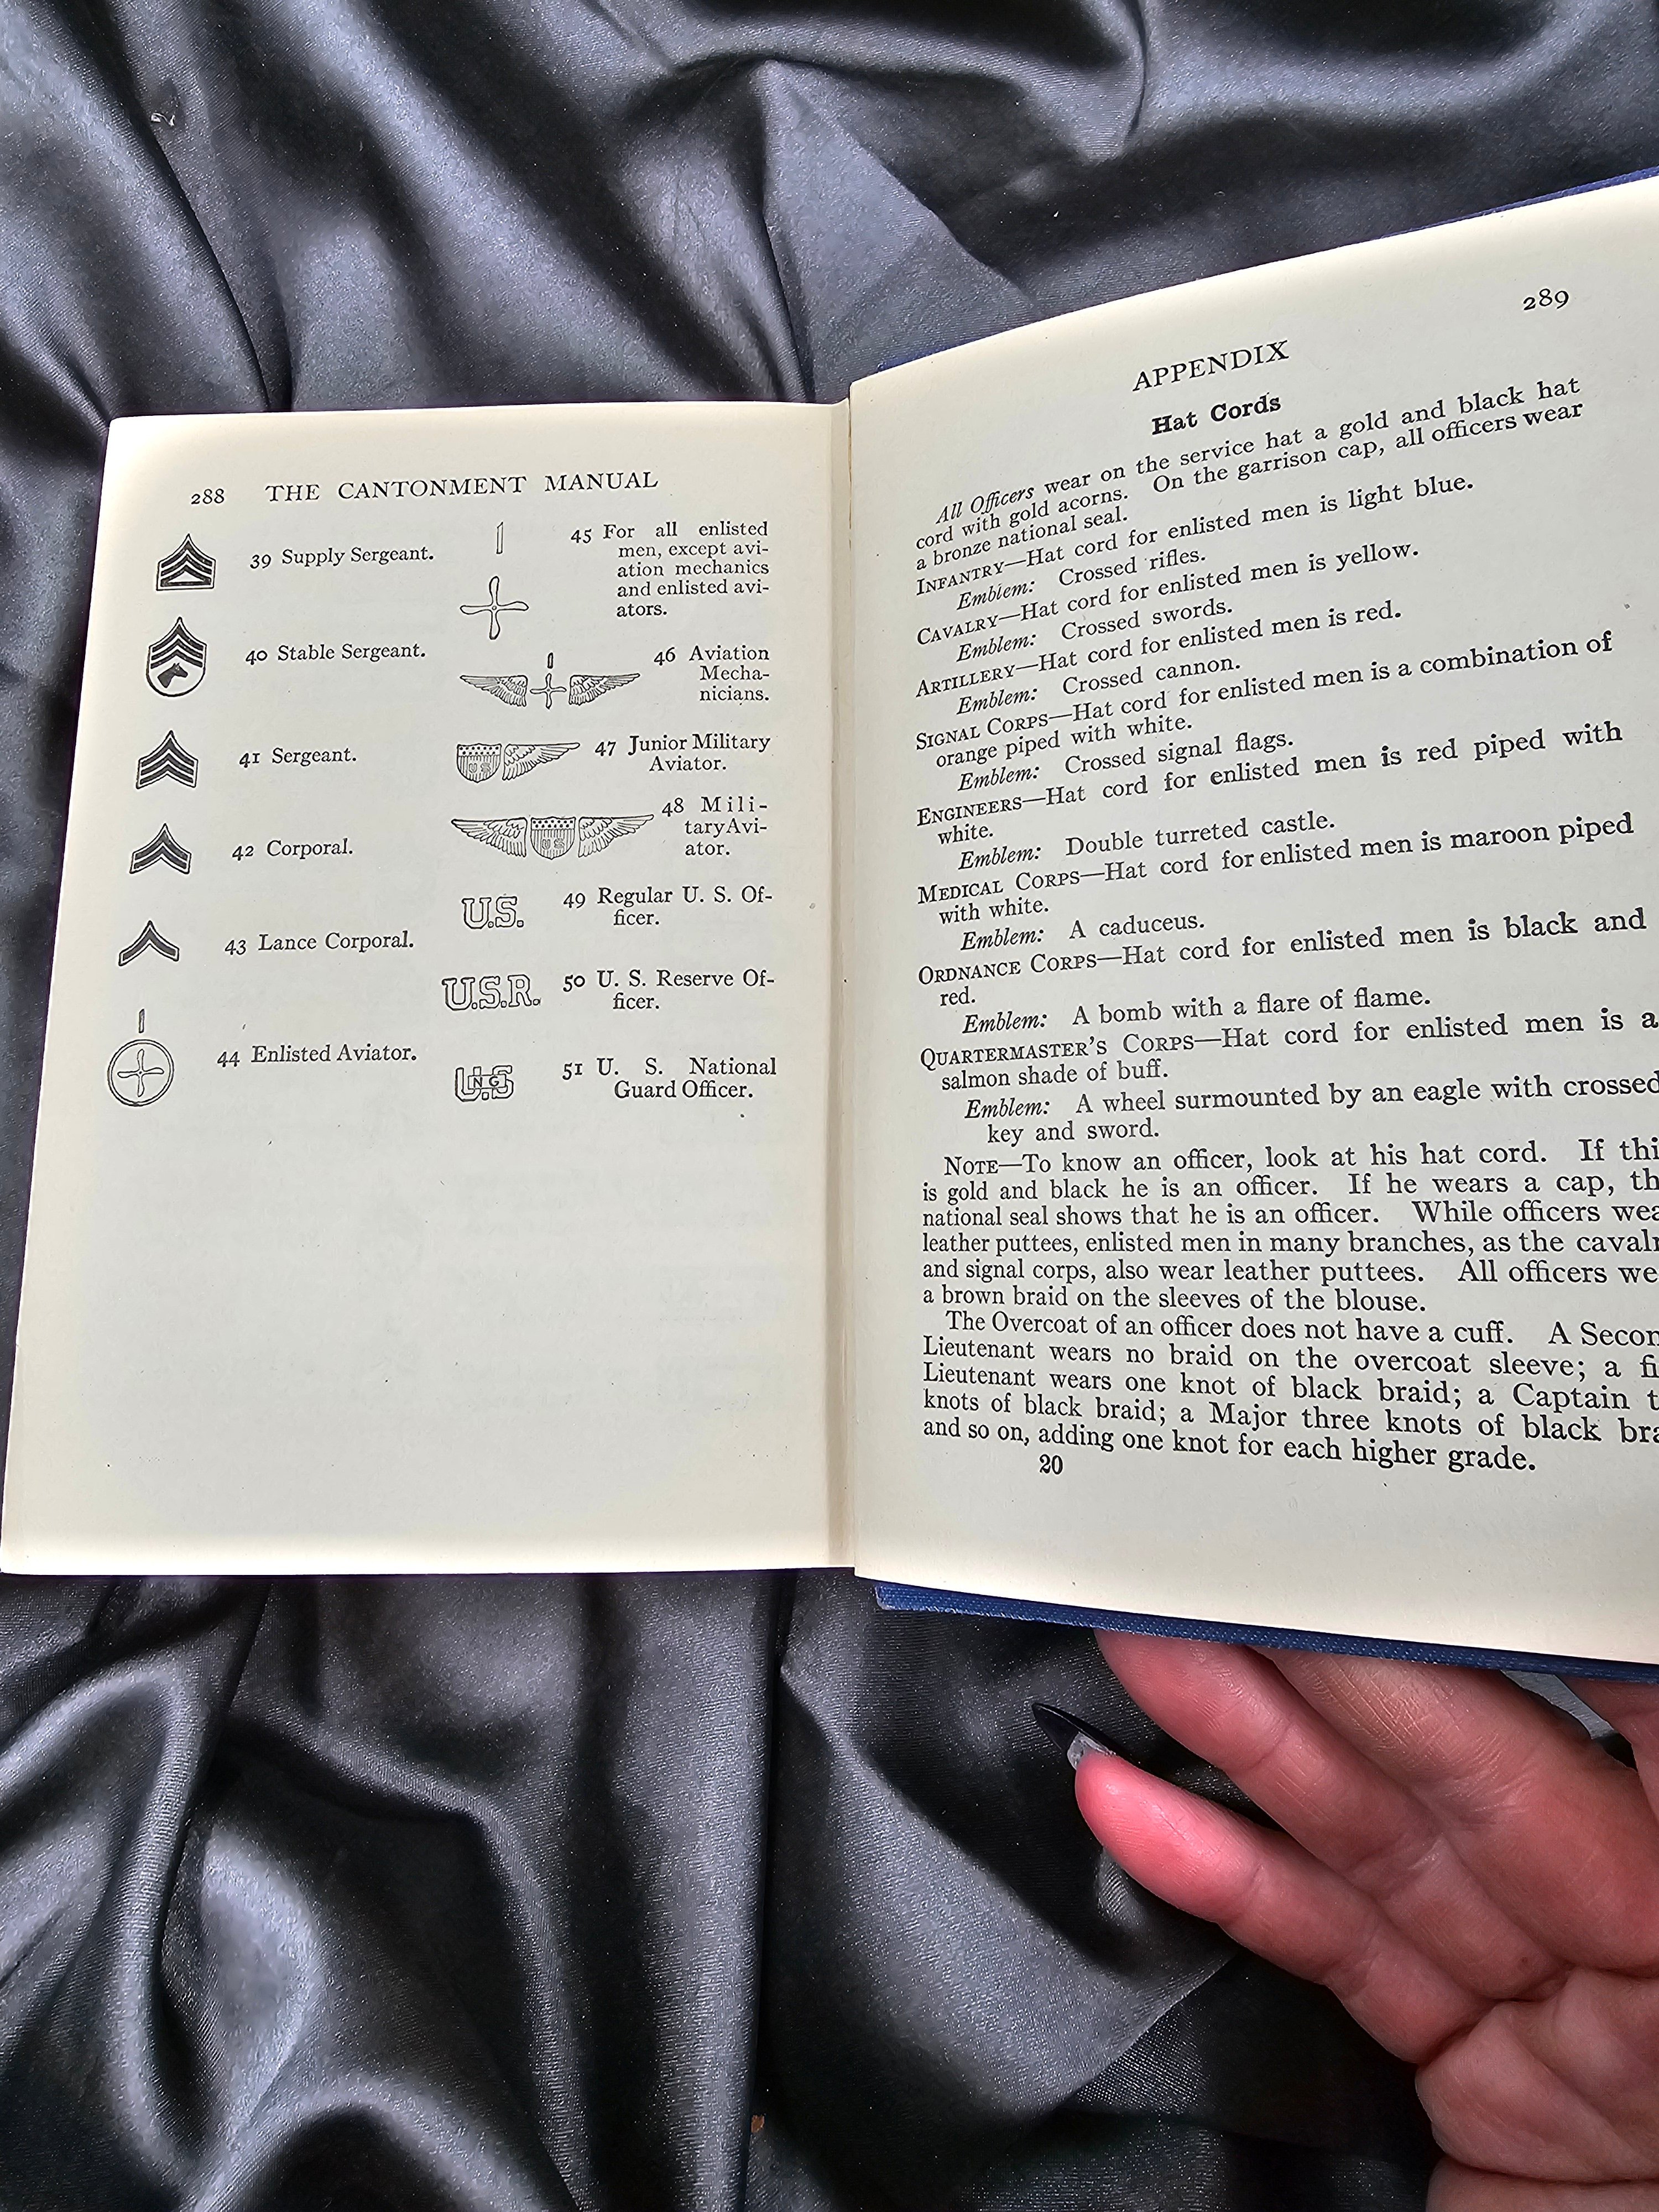 288 THE CANTONMENT MANUAL
39 Supply Sergeant.
40 Stable Sergeant.
41 Sergeant.
42 Corporal.
43 Lance Corporal.
44 Enlisted Aviator.
45 For all enlisted
men, except avi-
ation mechanics
and enlisted avi-
ators.
46 Aviation
Mecha-
nicians.
U S
47 Junior Military
Aviator.
U S
48 Mili-
tary Avi-
ator.
U.S.
49 Regular U. S. Of-
ficer.
U.S.R.
50 U. S. Reserve Of-
ficer.
U.S NG
51 U. S. National
Guard Officer.
289
APPENDIX
Hat Cords
All Officers wear on the service hat a gold and black hat
cord with gold acorns. On the garrison cap, all officers wear
a bronze national seal.
INFANTRY—Hat cord for enlisted men is light blue.
Emblem: Crossed rifles.
CAVALRY—Hat cord for enlisted men is yellow.
Emblem: Crossed swords.
ARTILLERY—Hat cord for enlisted men is red.
Emblem: Crossed cannon.
SIGNAL CORPS—Hat cord for enlisted men is a combination of
orange piped with white.
Emblem: Crossed signal flags.
ENGINEERS—Hat cord for enlisted men is red piped with
white.
Emblem: Double turreted castle.
MEDICAL CORPS—Hat cord for enlisted men is maroon piped
with white.
Emblem: A caduceus.
ORDNANCE CORPS—Hat cord for enlisted men is black and
red.
Emblem: A bomb with a flare of flame.
QUARTERMASTER'S CORPS—Hat cord for enlisted men is a
salmon shade of buff.
Emblem: A wheel surmounted by an eagle with crossed
key and sword.
NOTE—To know an officer, look at his hat cord. If thi
is gold and black he is an officer. If he wears a cap, th
national seal shows that he is an officer. While officers wea
leather puttees, enlisted men in many branches, as the cavalr
and signal corps, also wear leather puttees. All officers we
a brown braid on the sleeves of the blouse.
The Overcoat of an officer does not have a cuff. A Secon
Lieutenant wears no braid on the overcoat sleeve; a fi
Lieutenant wears one knot of black braid; a Captain t
knots of black braid; a Major three knots of black bra
and so on, adding one knot for each higher grade.
20